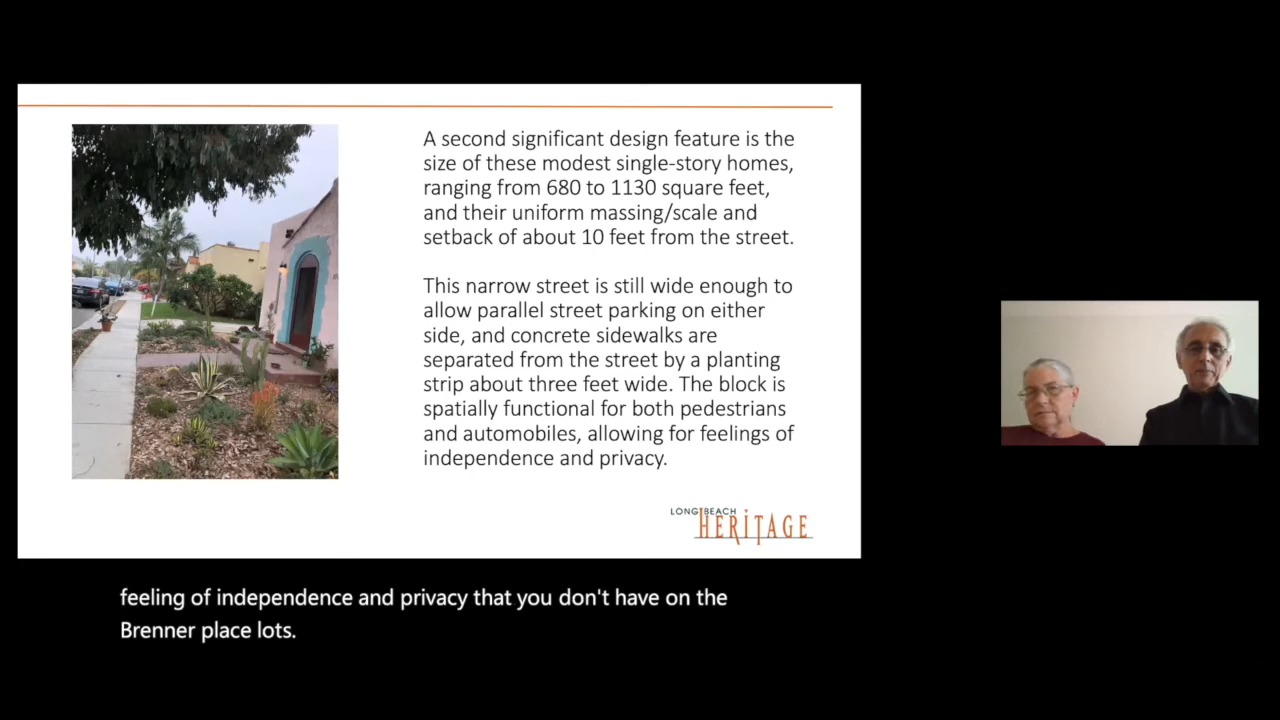 A second significant design feature is the
size of these modest single-story homes,
ranging from 680 to 1130 square feet,
and their uniform massing/scale and
setback of about 10 feet from the street.
This narrow street is still wide enough to
allow parallel street parking on either
side, and concrete sidewalks are
separated from the street by a planting
strip about three feet wide. The block is
spatially functional for both pedestrians
and automobiles, allowing for feelings of
independence and privacy.
LONG BEACH
HERITAGE
feeling of independence and privacy that you don't have on the
Brenner place lots.